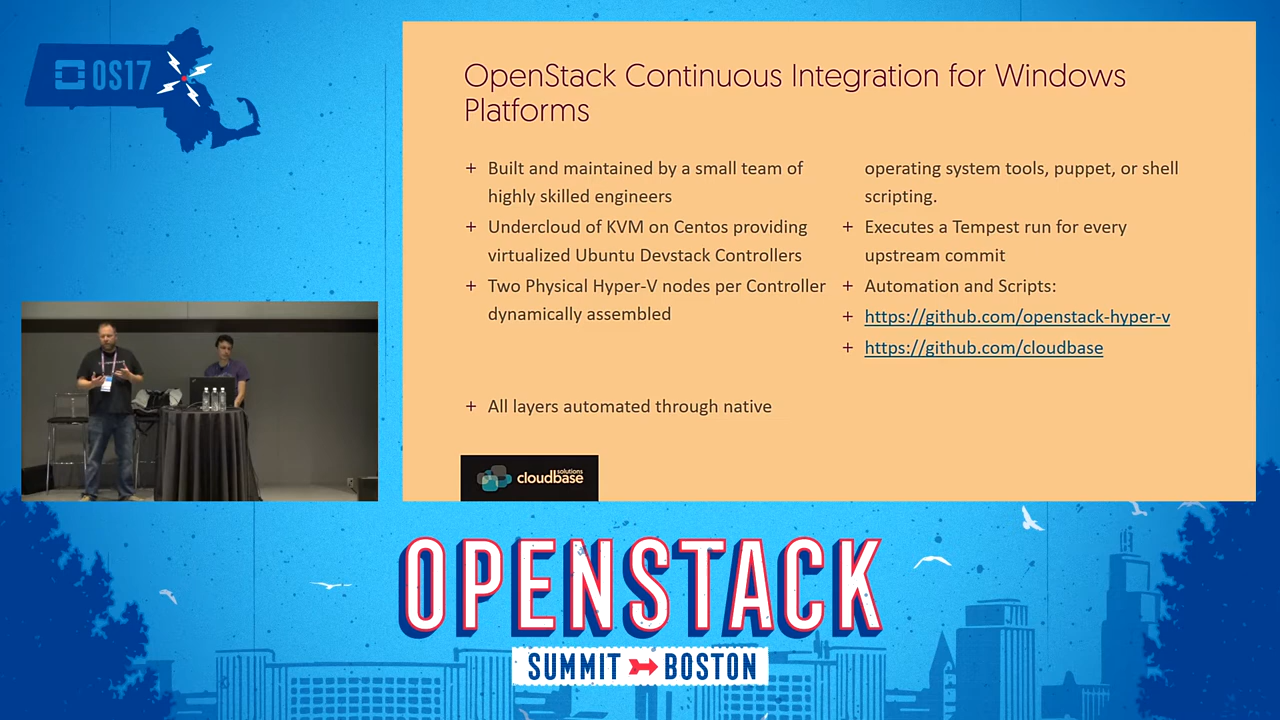 OS17
OpenStack Continuous Integration for Windows
Platforms
+ Built and maintained by a small team of
highly skilled engineers
+ Undercloud of KVM on Centos providing
virtualized Ubuntu Devstack Controllers
+ Two Physical Hyper-V nodes per Controller
dynamically assembled
+ All layers automated through native
operating system tools, puppet, or shell
scripting.
+ Executes a Tempest run for every
upstream commit
+ Automation and Scripts:
+ https://github.com/openstack-hyper-v
+ https://github.com/cloudbase
cloudbase solutions
OPENSTACK
SUMMIT BOSTON